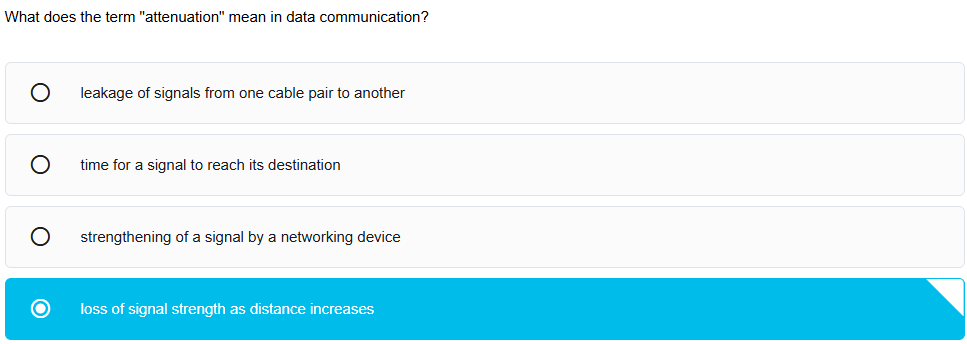 What does the term "attenuation" mean in data communication?
leakage of signals from one cable pair to another
time for a signal to reach its destination
strengthening of a signal by a networking device
loss of signal strength as distance increases